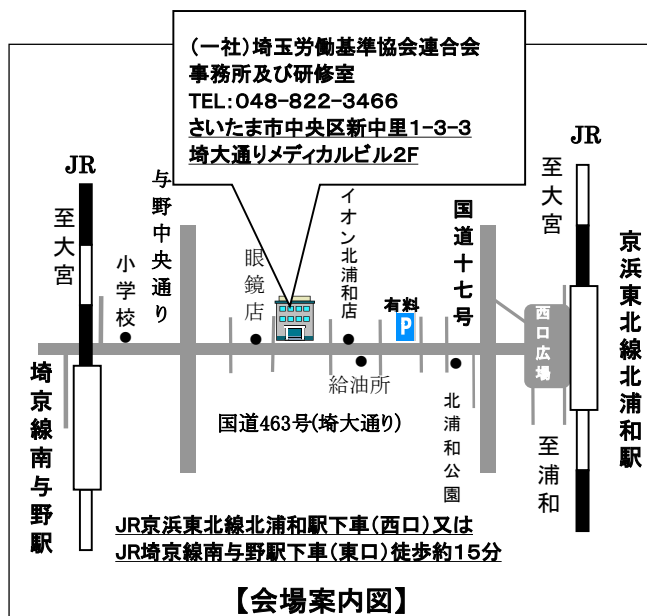 （一社）埼玉労働基準協会連合会
事務所及び研修室
TEL:048-822-3466
さいたま市中央区新中里1-3-3
埼大通りメディカルビル2F
JR
至大宮
小学校
与野中央通り
眼鏡店
イオン北浦和店
有料
P
国道十七号
JR
至大宮
京浜東北線北浦和駅
西口広場
埼京線南与野駅
給油所
国道463号(埼大通り)
北浦和公園
至浦和
JR京浜東北線北浦和駅下車（西口）又は
JR埼京線南与野駅下車（東口）徒歩約15分
【会場案内図】